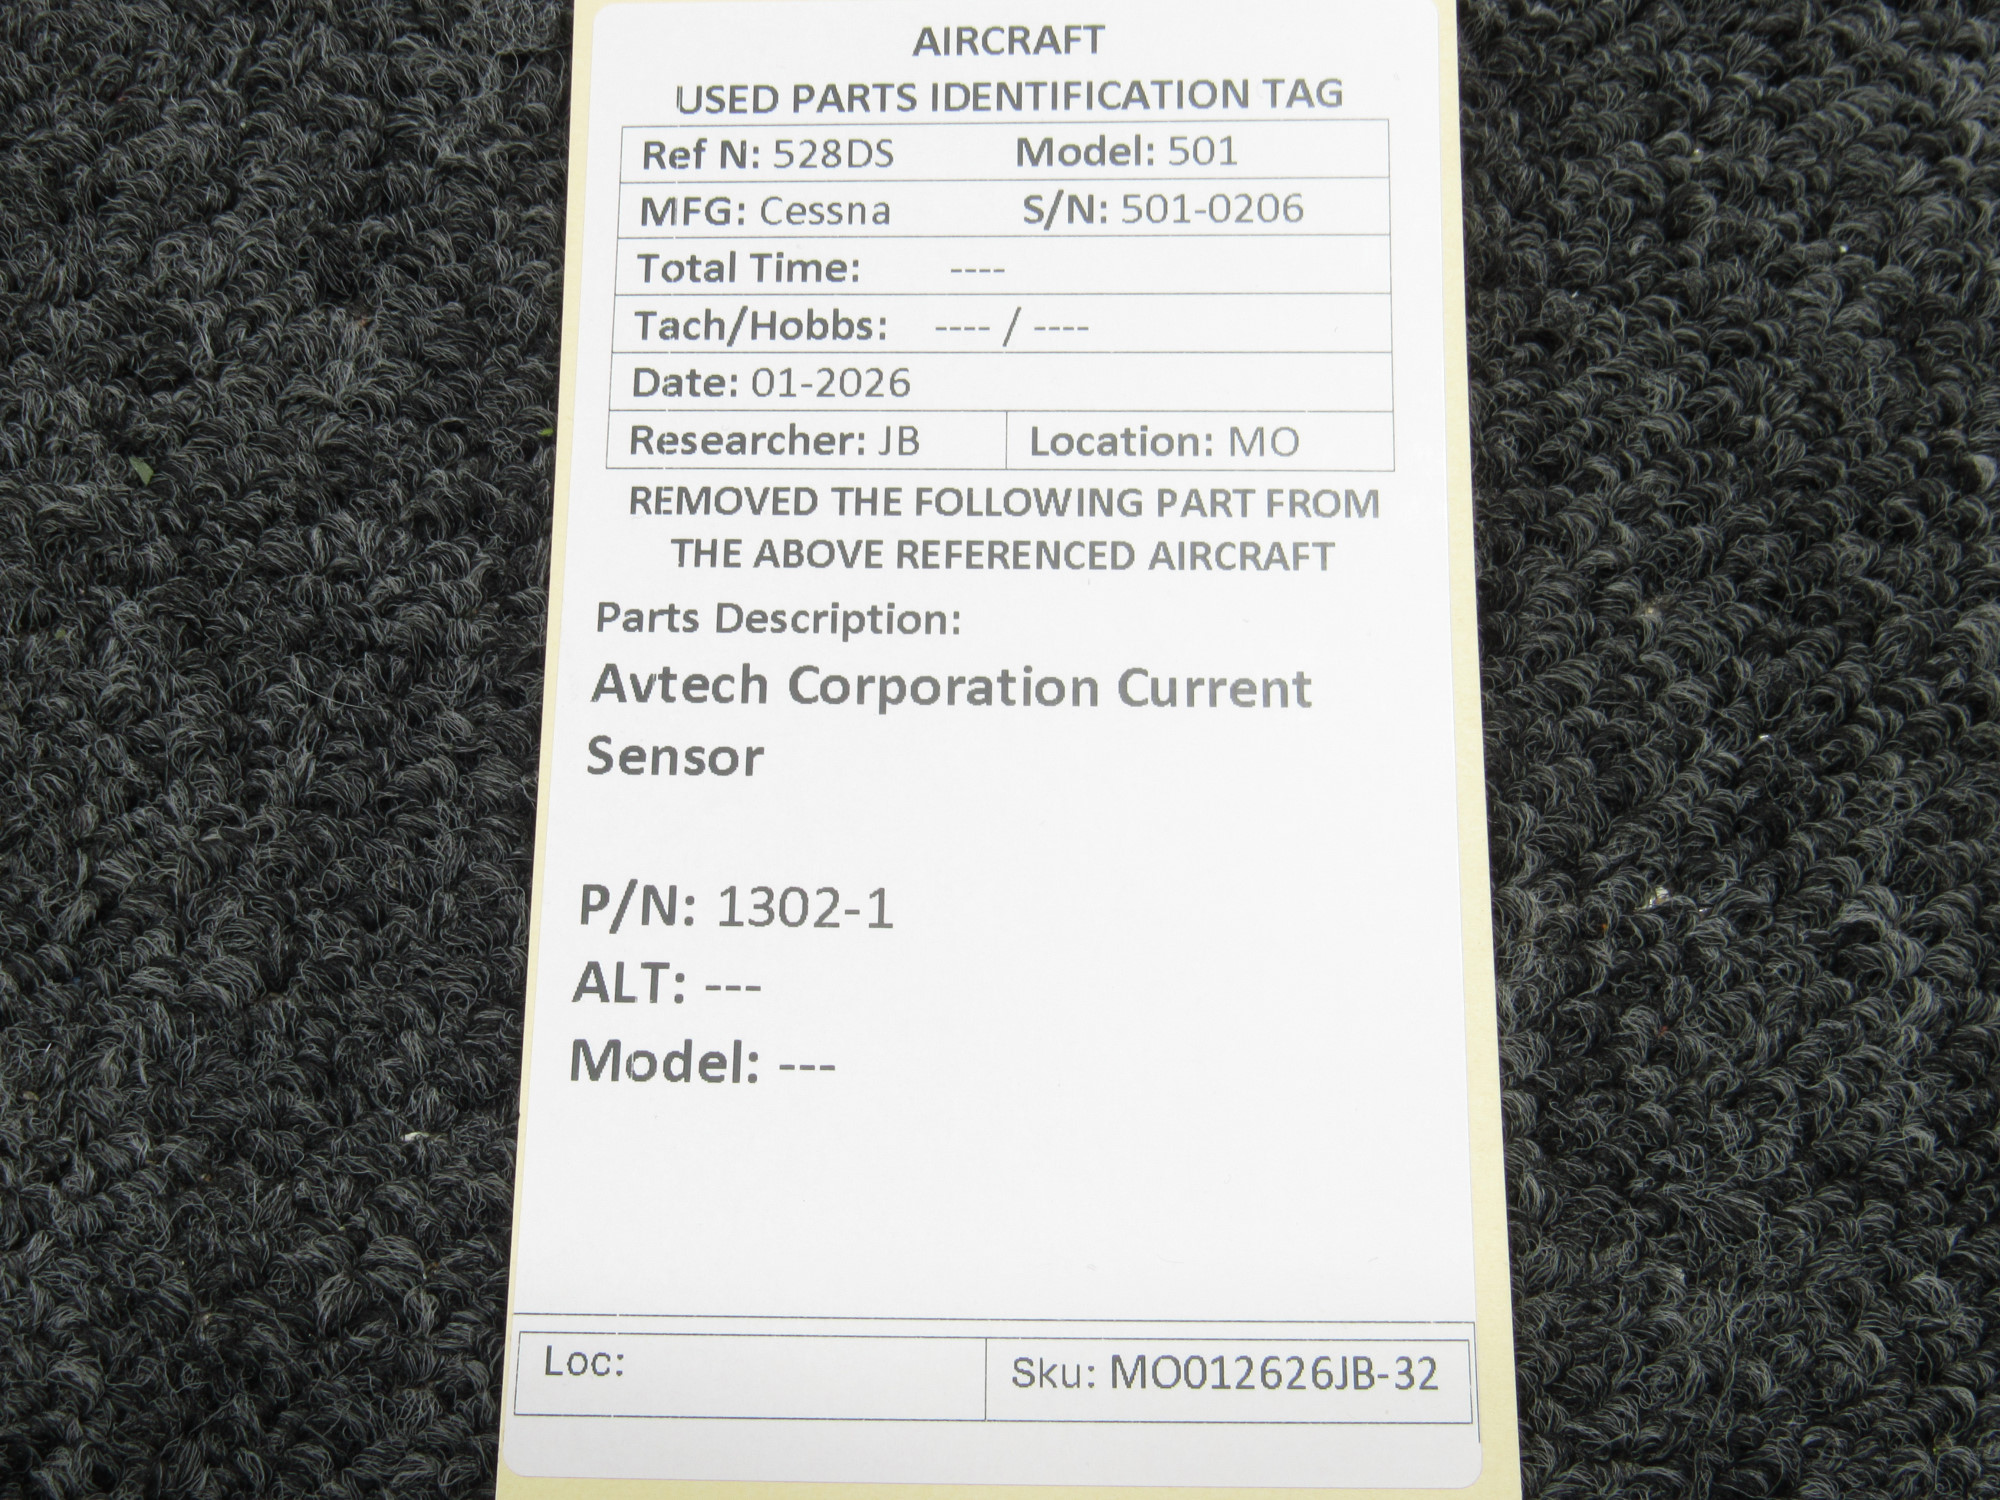 AIRCRAFT
USED PARTS IDENTIFICATION TAG
Ref N: 528DS Model: 501
MFG: Cessna S/N: 501-0206
Total Time: ----
Tach/Hobbs: ---- / ----
Date: 01-2026
Researcher: JB Location: MO
REMOVED THE FOLLOWING PART FROM
THE ABOVE REFERENCED AIRCRAFT
Parts Description:
Avtech Corporation Current
Sensor
P/N: 1302-1
ALT: ---
Model: ---
Loc: Sku: MO012626JB-32